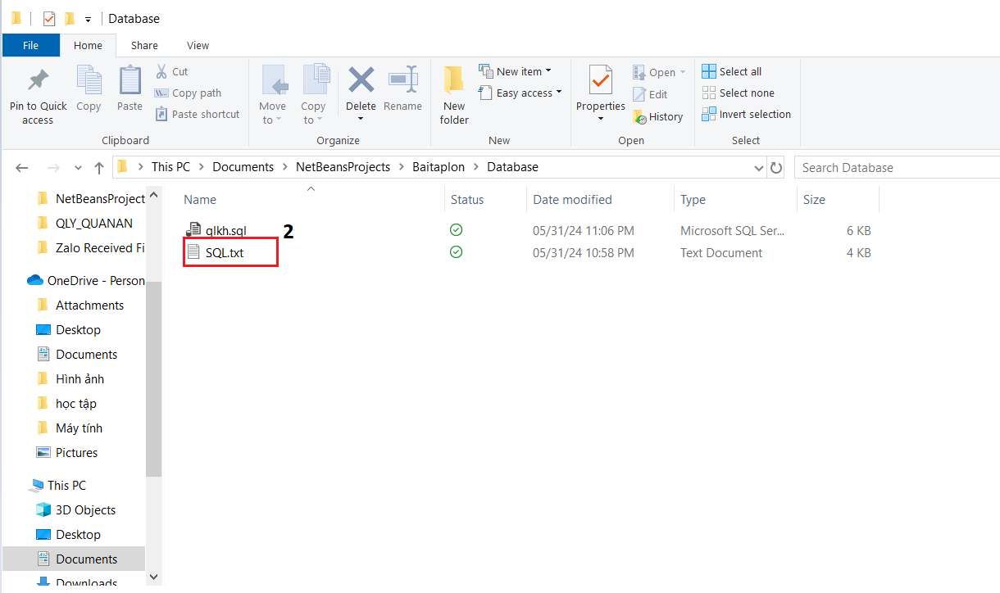 Database
File Home Share View
Pin to Quick access
Copy
Paste
Cut
Copy path
Paste shortcut
Clipboard
Move to
Copy to
Delete
Rename
Organize
New folder
New item
Easy access
New
Properties
Open
Edit
History
Open
Select all
Select none
Invert selection
Select
This PC > Documents > NetBeansProjects > Baitaplon > Database
Search Database
NetBeansProject
QLY_QUANAN
Zalo Received Fi
OneDrive - Person
Attachments
Desktop
Documents
Hình ảnh
học tập
Máy tính
Pictures
This PC
3D Objects
Desktop
Documents
Downloads
Name Status Date modified Type Size
qlkh.sql 05/31/24 11:06 PM Microsoft SQL Ser... 6 KB
2
SQL.txt 05/31/24 10:58 PM Text Document 4 KB